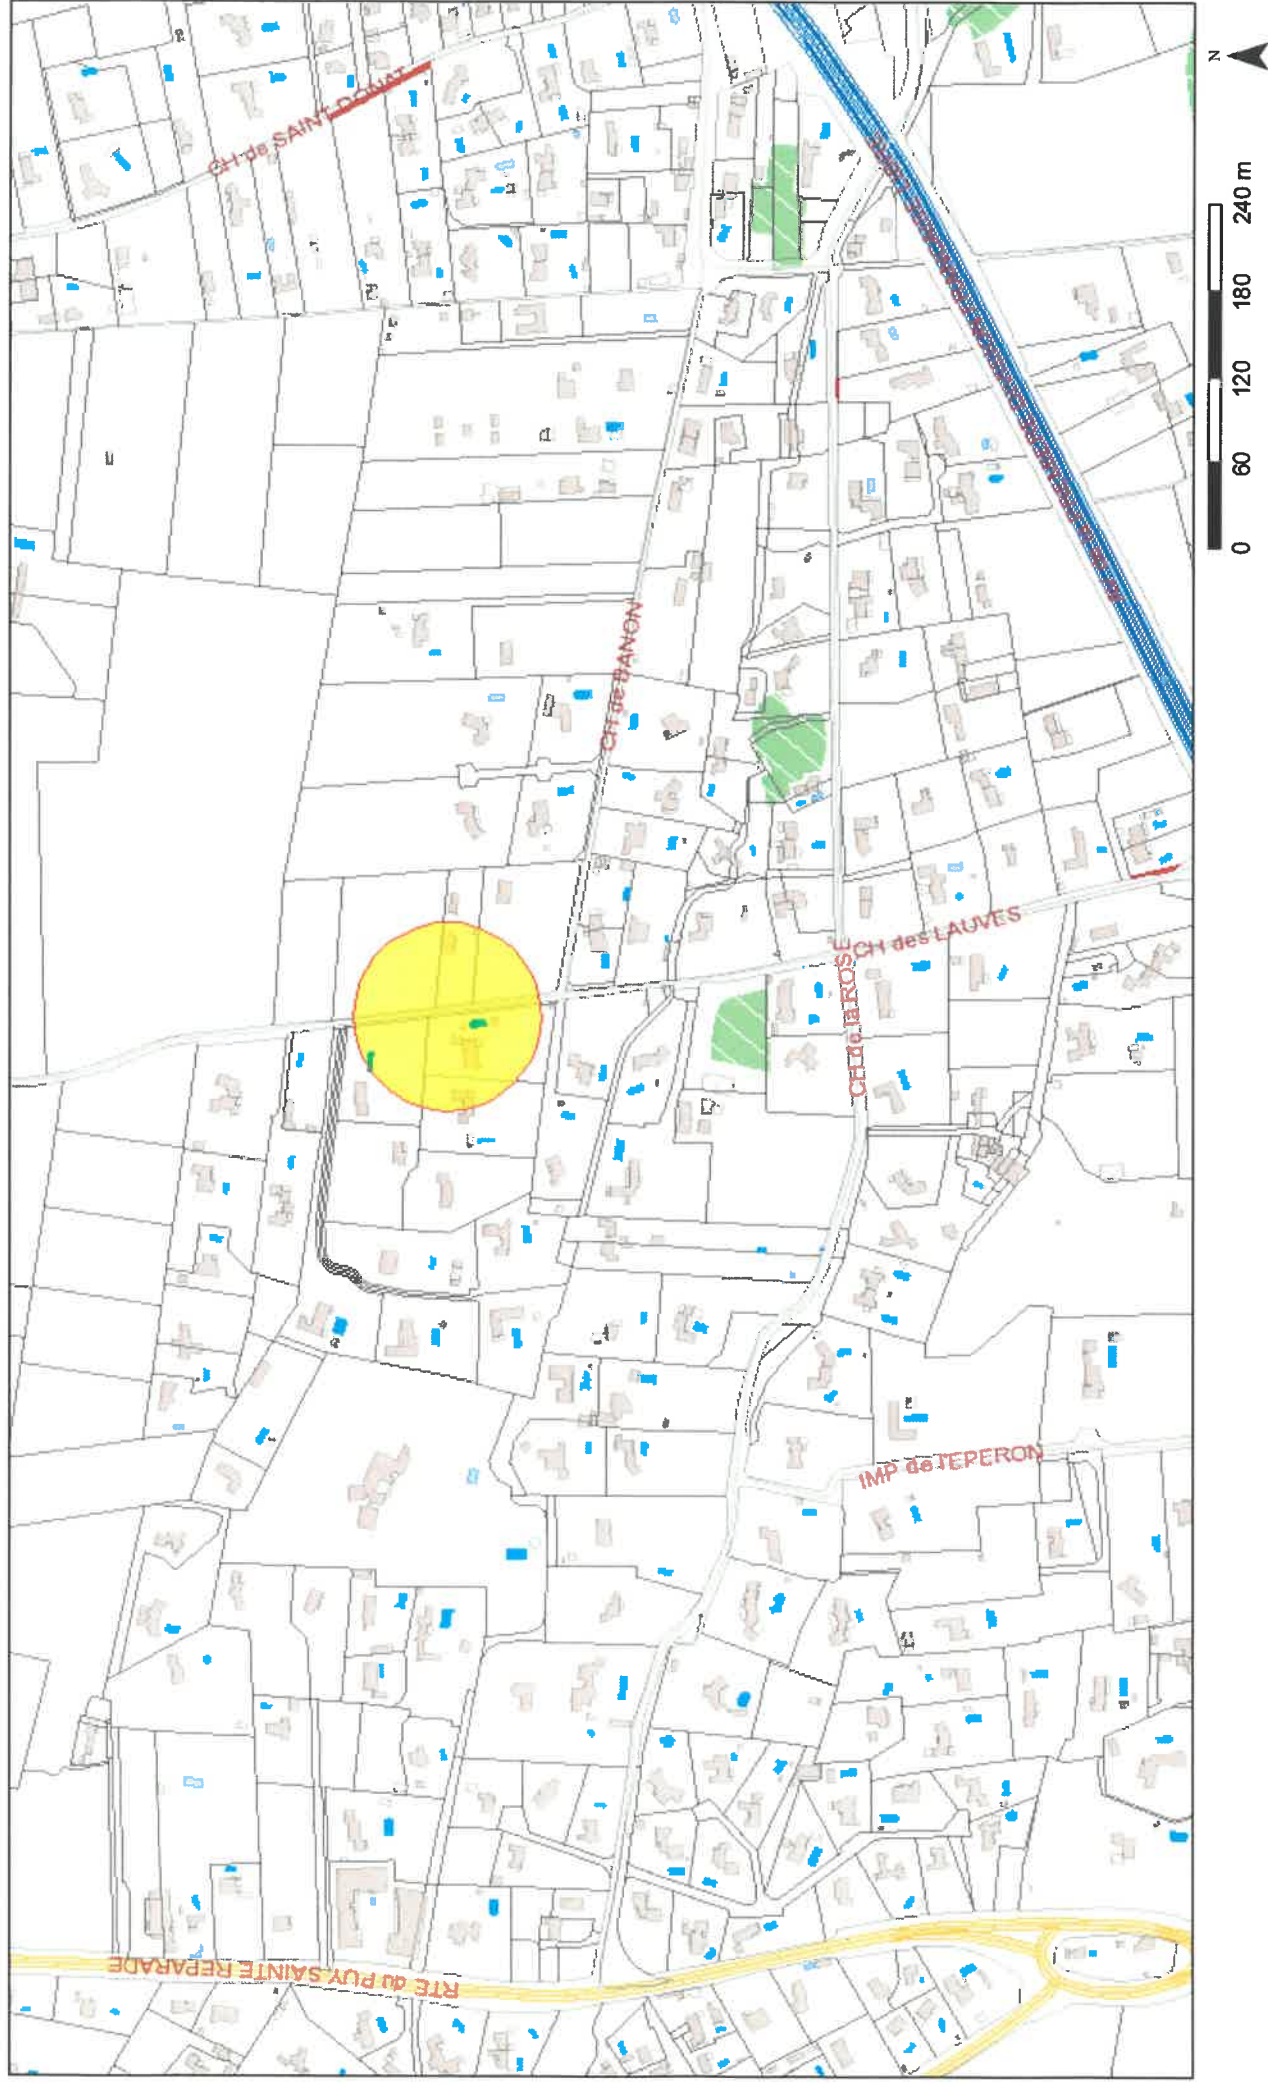 CH de SAINT DONAT
N
CH de BANON
CH de la ROSE
CH des LAUVES
IMP de l'EPERON
RTE du PUY SAINTE REPARADE
0 60 120 180 240 m